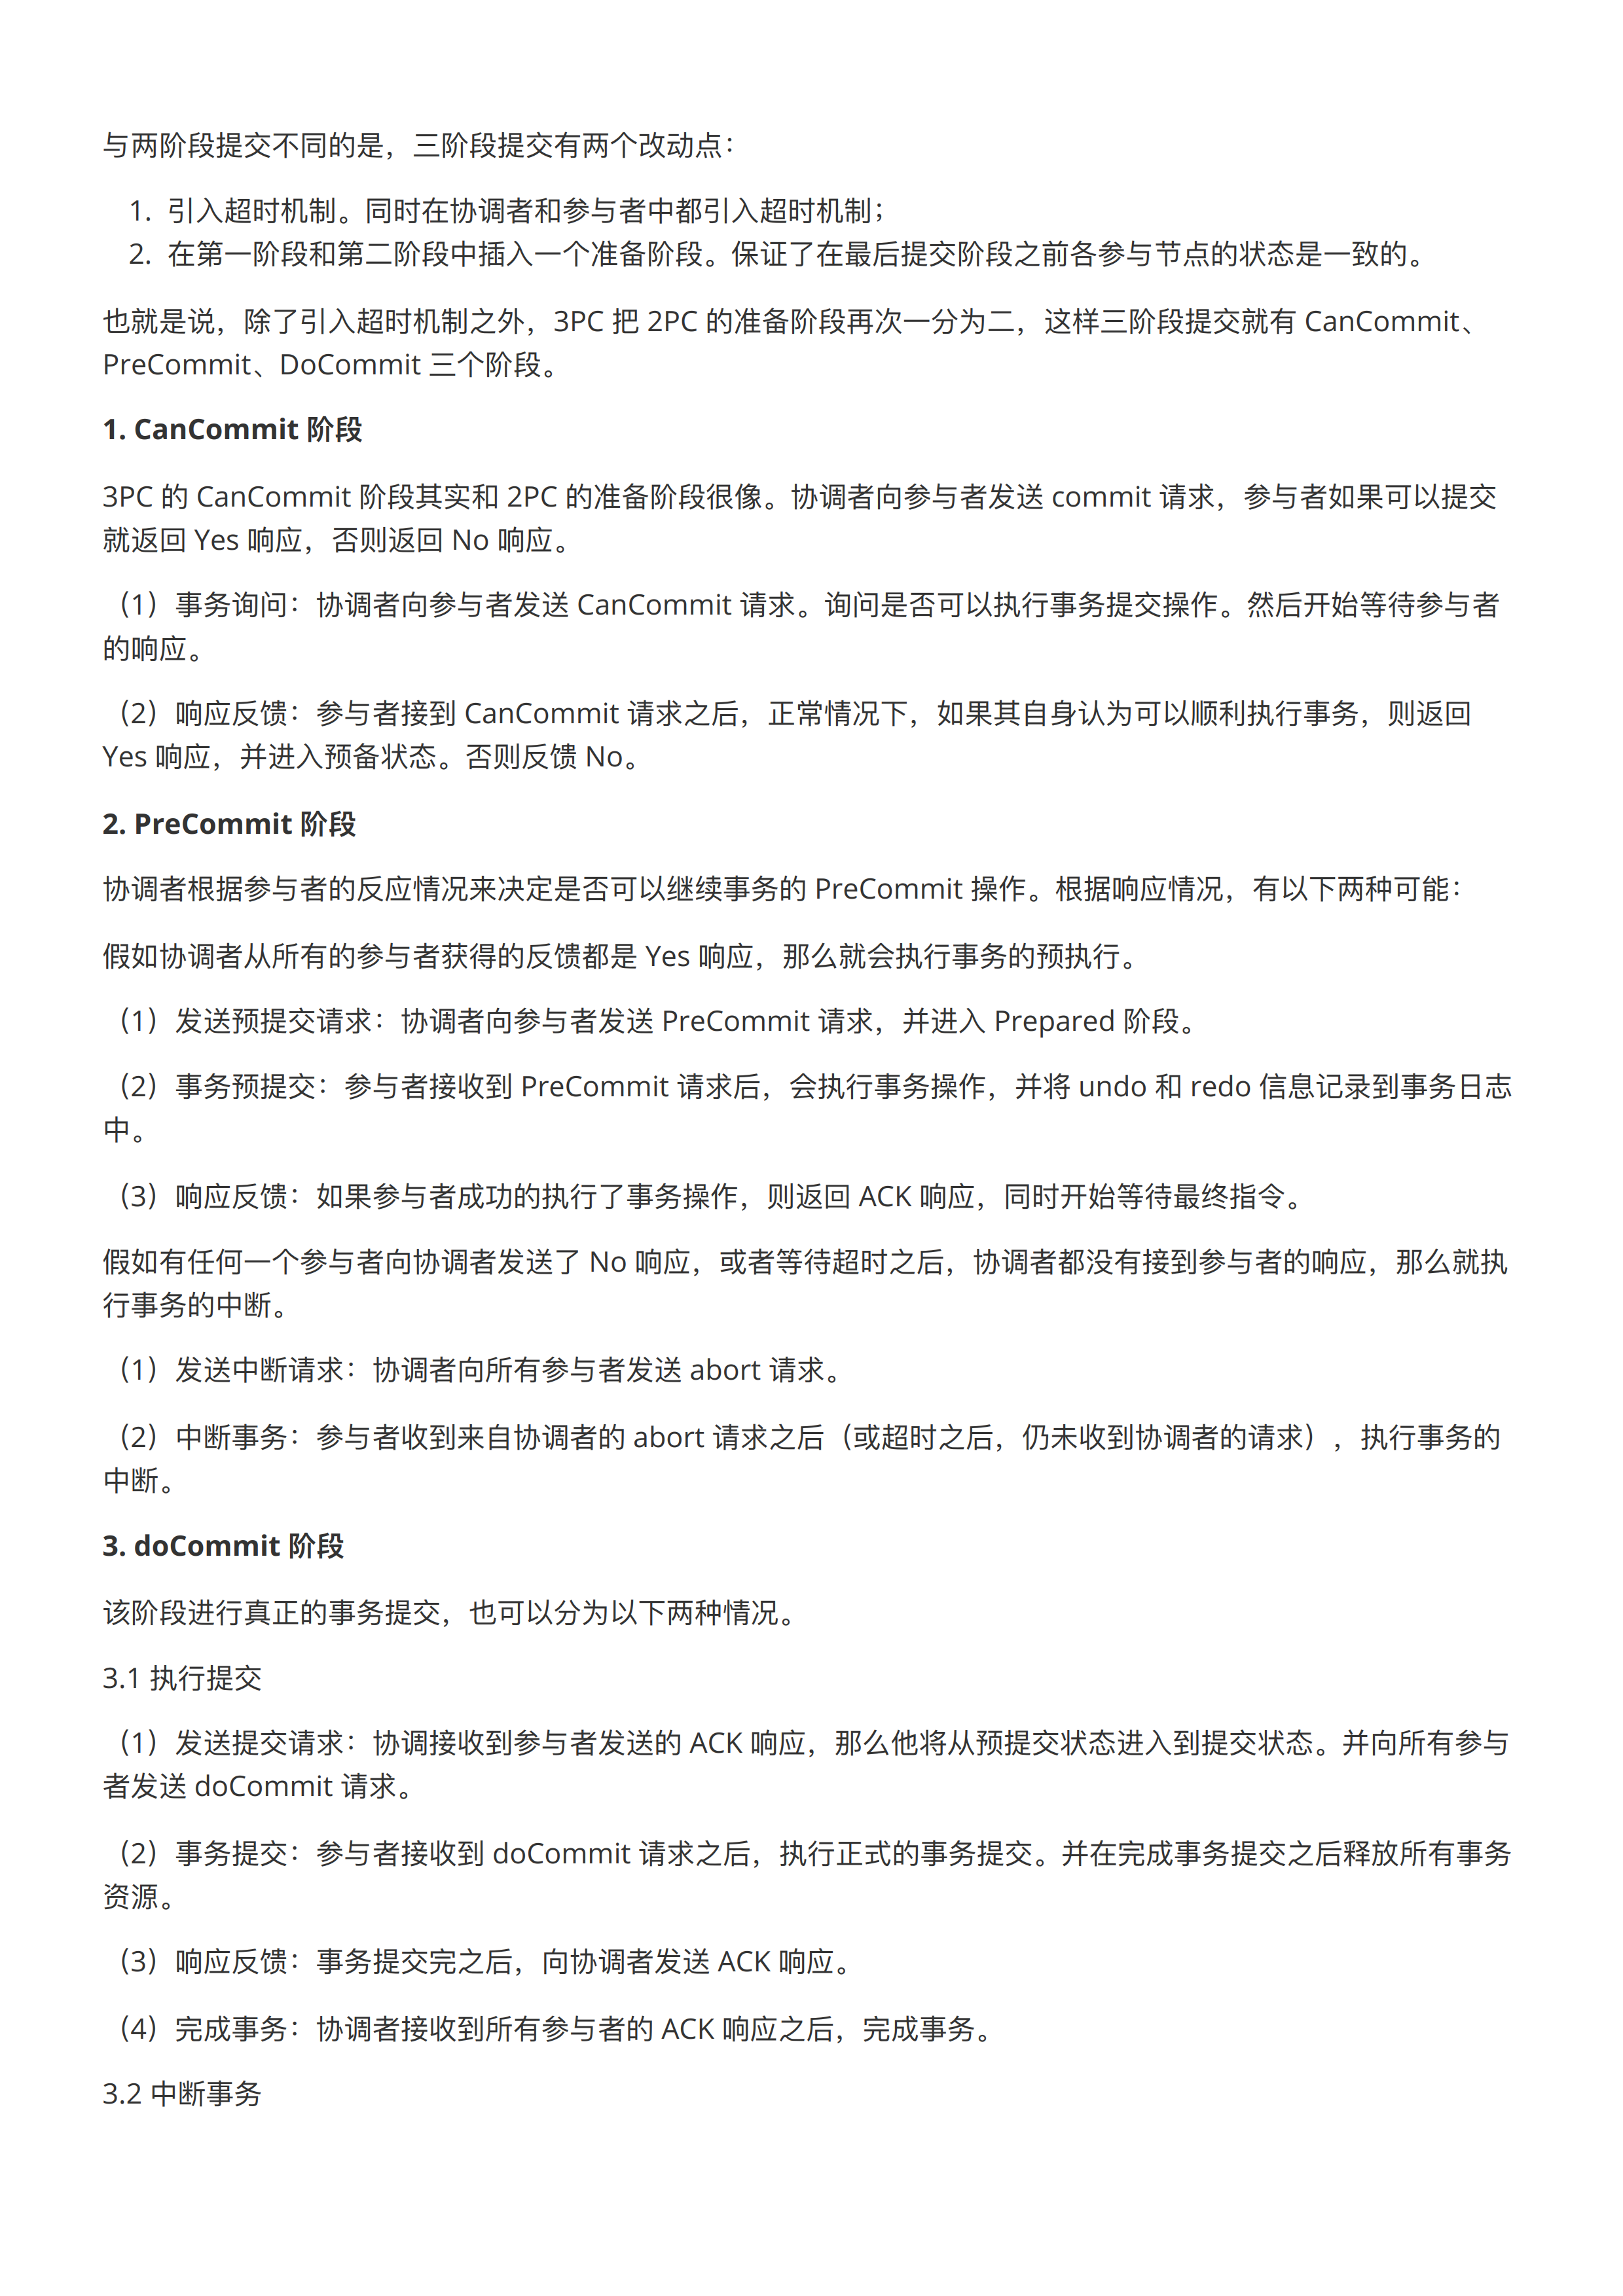 与两阶段提交不同的是，三阶段提交有两个改动点：
1. 引入超时机制。同时在协调者和参与者中都引入超时机制；
2. 在第一阶段和第二阶段中插入一个准备阶段。保证了在最后提交阶段之前各参与节点的状态是一致的。
也就是说，除了引入超时机制之外，3PC 把 2PC 的准备阶段再次一分为二，这样三阶段提交就有 CanCommit、
PreCommit、DoCommit 三个阶段。
1. CanCommit 阶段
3PC 的 CanCommit 阶段其实和 2PC 的准备阶段很像。协调者向参与者发送 commit 请求，参与者如果可以提交
就返回 Yes 响应，否则返回 No 响应。
（1）事务询问：协调者向参与者发送 CanCommit 请求。询问是否可以执行事务提交操作。然后开始等待参与者
的响应。
（2）响应反馈：参与者接到 CanCommit 请求之后，正常情况下，如果其自身认为可以顺利执行事务，则返回
Yes 响应，并进入预备状态。否则反馈 No。
2. PreCommit 阶段
协调者根据参与者的反应情况来决定是否可以继续事务的 PreCommit 操作。根据响应情况，有以下两种可能：
假如协调者从所有的参与者获得的反馈都是 Yes 响应，那么就会执行事务的预执行。
（1）发送预提交请求：协调者向参与者发送 PreCommit 请求，并进入 Prepared 阶段。
（2）事务预提交：参与者接收到 PreCommit 请求后，会执行事务操作，并将 undo 和 redo 信息记录到事务日志
中。
（3）响应反馈：如果参与者成功的执行了事务操作，则返回 ACK 响应，同时开始等待最终指令。
假如有任何一个参与者向协调者发送了 No 响应，或者等待超时之后，协调者都没有接到参与者的响应，那么就执
行事务的中断。
（1）发送中断请求：协调者向所有参与者发送 abort 请求。
（2）中断事务：参与者收到来自协调者的 abort 请求之后（或超时之后，仍未收到协调者的请求），执行事务的
中断。
3. doCommit 阶段
该阶段进行真正的事务提交，也可以分为以下两种情况。
3.1 执行提交
（1）发送提交请求：协调接收到参与者发送的 ACK 响应，那么他将从预提交状态进入到提交状态。并向所有参与
者发送 doCommit 请求。
（2）事务提交：参与者接收到 doCommit 请求之后，执行正式的事务提交。并在完成事务提交之后释放所有事务
资源。
（3）响应反馈：事务提交完之后，向协调者发送 ACK 响应。
（4）完成事务：协调者接收到所有参与者的 ACK 响应之后，完成事务。
3.2 中断事务